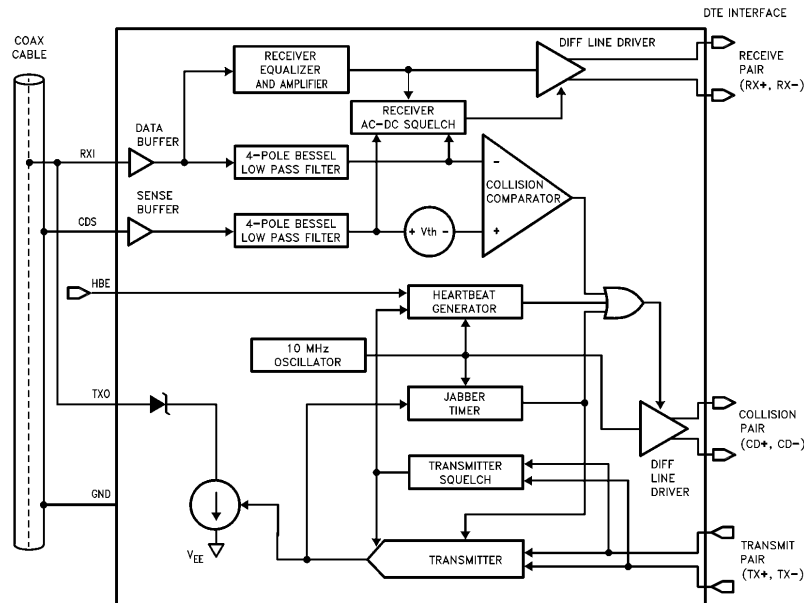 DTE INTERFACE
COAX
CABLE
RECEIVER
EQUALIZER
AND AMPLIFIER
DIFF LINE DRIVER
RECEIVE
PAIR
(RX+, RX-)
RECEIVER
AC-DC SQUELCH
DATA
BUFFER
RXI
4-POLE BESSEL
LOW PASS FILTER
-
COLLISION
COMPARATOR
SENSE
BUFFER
CDS
4-POLE BESSEL
LOW PASS FILTER
+ Vth -
+
HBE
HEARTBEAT
GENERATOR
10 MHz
OSCILLATOR
TXO
JABBER
TIMER
COLLISION
PAIR
(CD+, CD-)
TRANSMITTER
SQUELCH
DIFF
LINE
DRIVER
GND
VEE
TRANSMITTER
TRANSMIT
PAIR
(TX+, TX-)